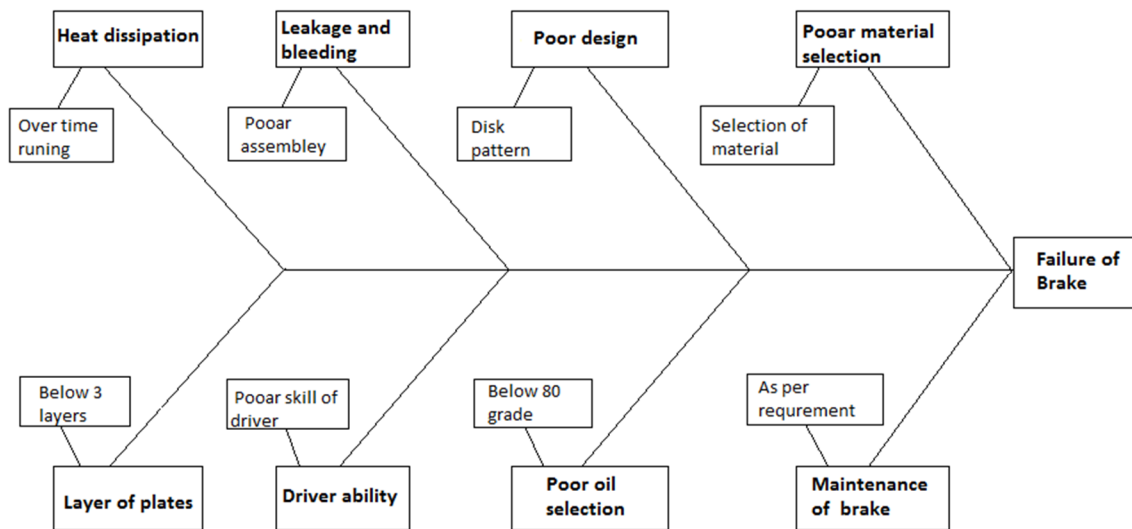 Heat dissipation
Leakage and
bleeding
Poor design
Pooar material
selection
Over time
runing
Pooar
assembley
Disk
pattern
Selection of
material
Failure of
Brake
Below 3
layers
Pooar skill of
driver
Below 80
grade
As per
requrement
Layer of plates
Driver ability
Poor oil
selection
Maintenance
of brake